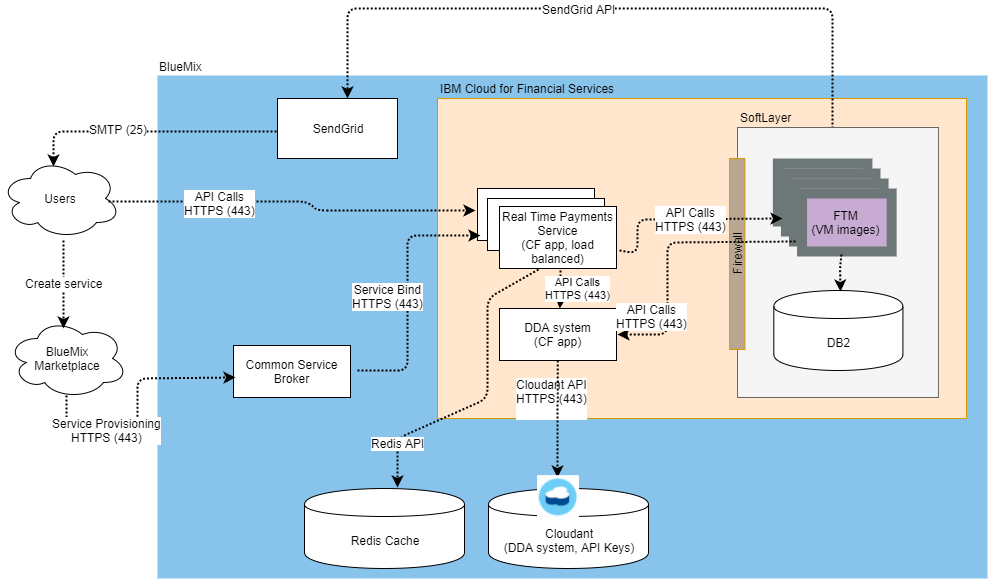 SendGrid API
BlueMix
IBM Cloud for Financial Services
SoftLayer
SendGrid
SMTP (25)
Users
API Calls
HTTPS (443)
Real Time Payments
Service
(CF app, load
balanced)
API Calls
HTTPS (443)
FTM
(VM images)
Firewall
Create service
Service Bind
HTTPS (443)
API Calls
HTTPS (443)
API Calls
HTTPS (443)
DDA system
(CF app)
DB2
BlueMix
Marketplace
Common Service
Broker
Cloudant API
HTTPS (443)
Service Provisioning
HTTPS (443)
Redis API
Redis Cache
Cloudant
(DDA system, API Keys)